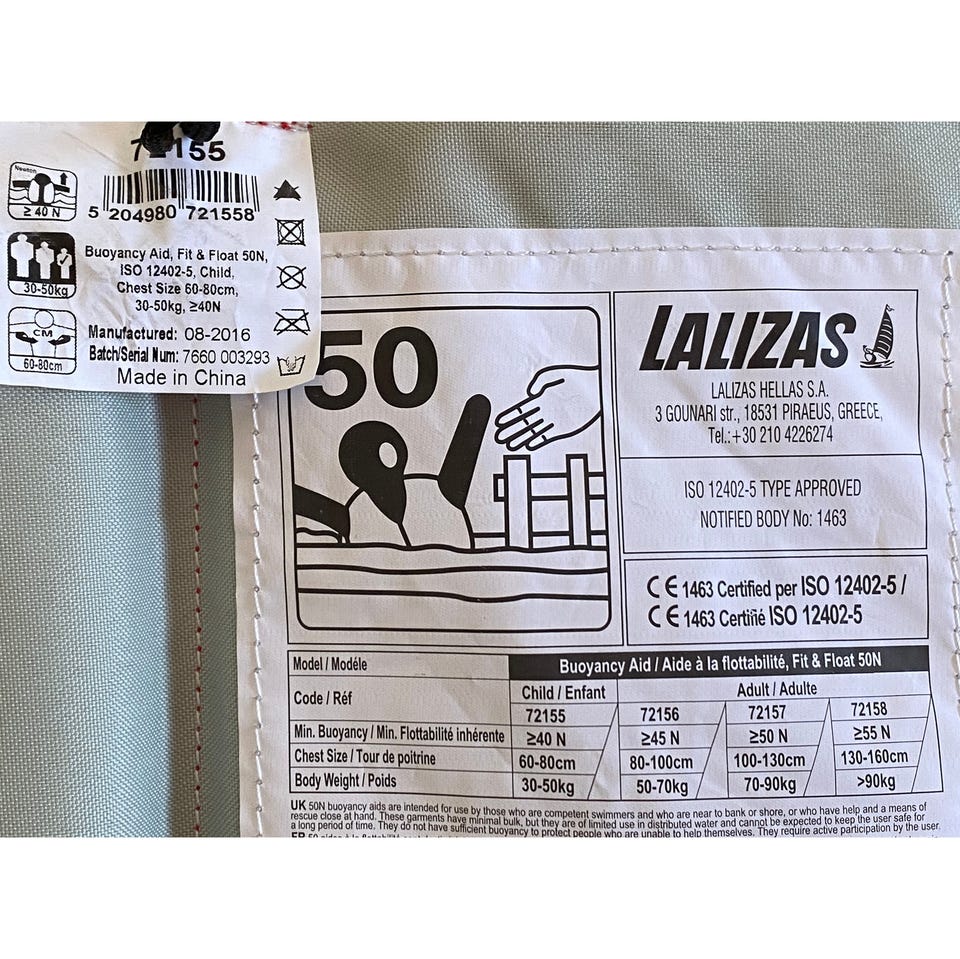 72155
Newton
≥ 40 N
5 204980 721558
Buoyancy Aid, Fit & Float 50N,
ISO 12402-5, Child,
Chest Size 60-80cm,
30-50kg, ≥40N
30-50kg
CM
60-80cm
Manufactured: 08-2016
Batch/Serial Num: 7660 003293
Made in China
50
LALIZAS
LALIZAS HELLAS S.A.
3 GOUNARI str., 18531 PIRAEUS, GREECE,
Tel.:+30 210 4226274
ISO 12402-5 TYPE APPROVED
NOTIFIED BODY No: 1463
CE 1463 Certified per ISO 12402-5 /
CE 1463 Certifié ISO 12402-5
Model / Modéle Buoyancy Aid / Aide à la flottabilité, Fit & Float 50N
Code / Réf Child / Enfant Adult / Adulte
72155 72156 72157 72158
Min. Buoyancy / Min. Flottabilité inhérente ≥40 N ≥45 N ≥50 N ≥55 N
Chest Size / Tour de poitrine 60-80cm 80-100cm 100-130cm 130-160cm
Body Weight / Poids 30-50kg 50-70kg 70-90kg >90kg
UK 50N buoyancy aids are intended for use by those who are competent swimmers and who are near to bank or shore, or who have help and a means of
rescue close at hand. These garments have minimal bulk, but they are of limited use in distributed water and cannot be expected to keep the user safe for
a long period of time. They do not have sufficient buoyancy to protect people who are unable to help themselves. They require active participation by the user.